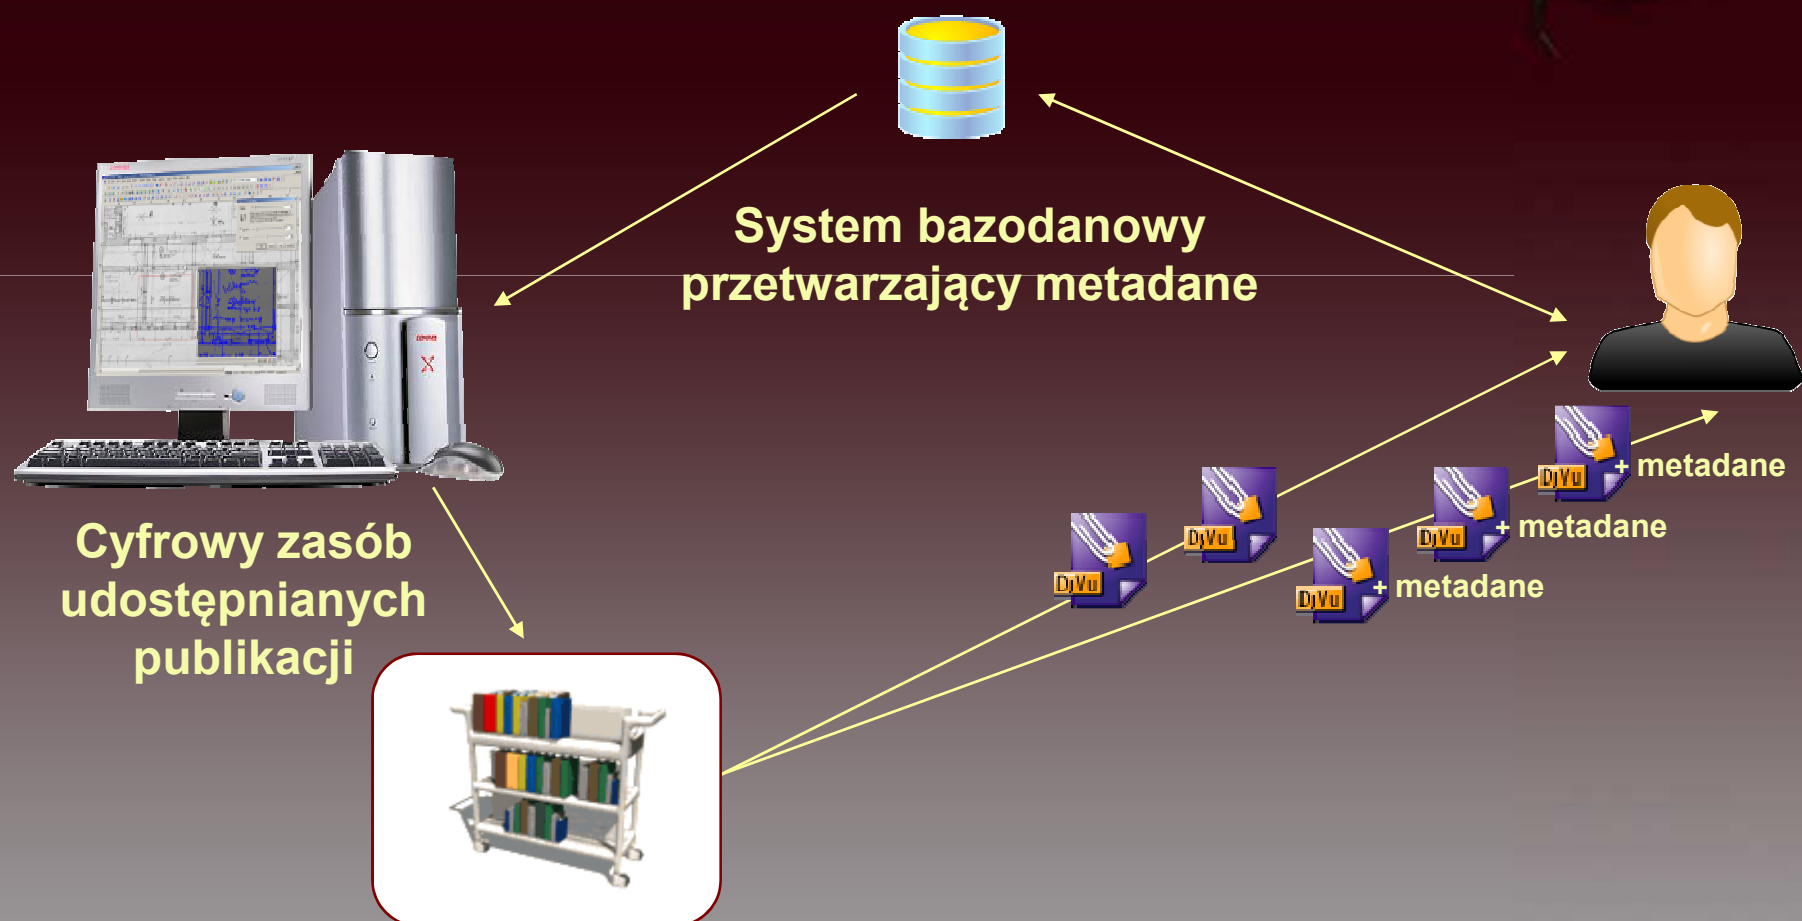 System bazodanowy
przetwarzający metadane
Cyfrowy zasób
udostępnianych
publikacji
DjVu
DjVu
DjVu
+ metadane
DjVu
+ metadane
DjVu
+ metadane